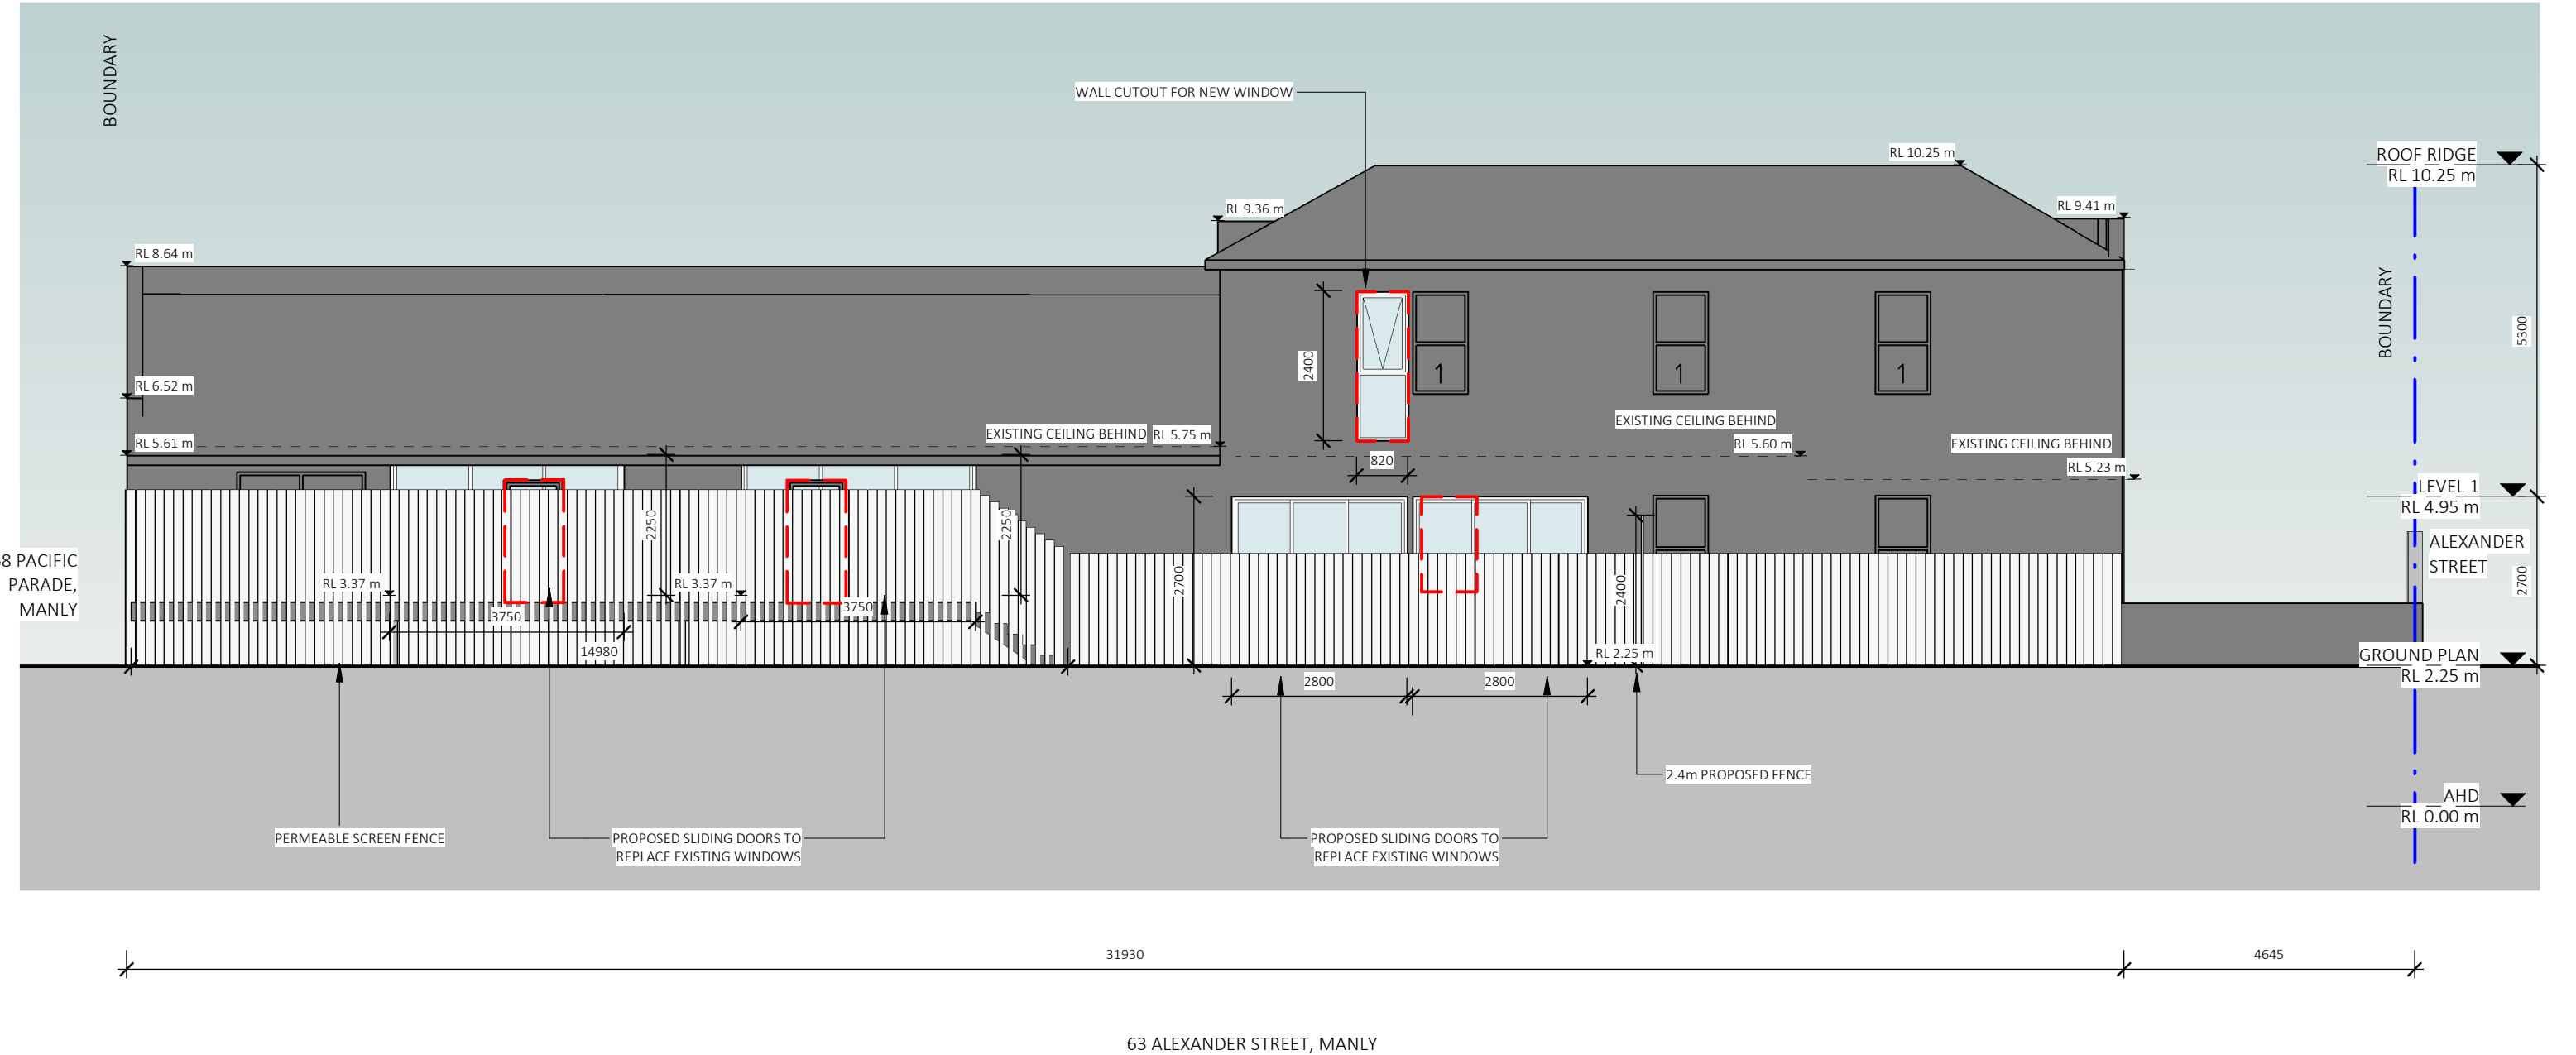 BOUNDARY
WALL CUTOUT FOR NEW WINDOW
RL 10.25 m
ROOF RIDGE
RL 10.25 m
RL 9.36 m
RL 9.41 m
RL 8.64 m
BOUNDARY
5300
2400
1
1
1
RL 6.52 m
EXISTING CEILING BEHIND
RL 5.61 m
EXISTING CEILING BEHIND
RL 5.75 m
RL 5.60 m
EXISTING CEILING BEHIND
820
RL 5.23 m
LEVEL 1
RL 4.95 m
2250
2250
ALEXANDER
STREET
8 PACIFIC
PARADE,
MANLY
RL 3.37 m
RL 3.37 m
2700
2400
2700
3750
3750
14980
RL 2.25 m
GROUND PLAN
RL 2.25 m
2800
2800
2.4m PROPOSED FENCE
AHD
RL 0.00 m
PERMEABLE SCREEN FENCE
PROPOSED SLIDING DOORS TO
REPLACE EXISTING WINDOWS
PROPOSED SLIDING DOORS TO
REPLACE EXISTING WINDOWS
31930
4645
63 ALEXANDER STREET, MANLY